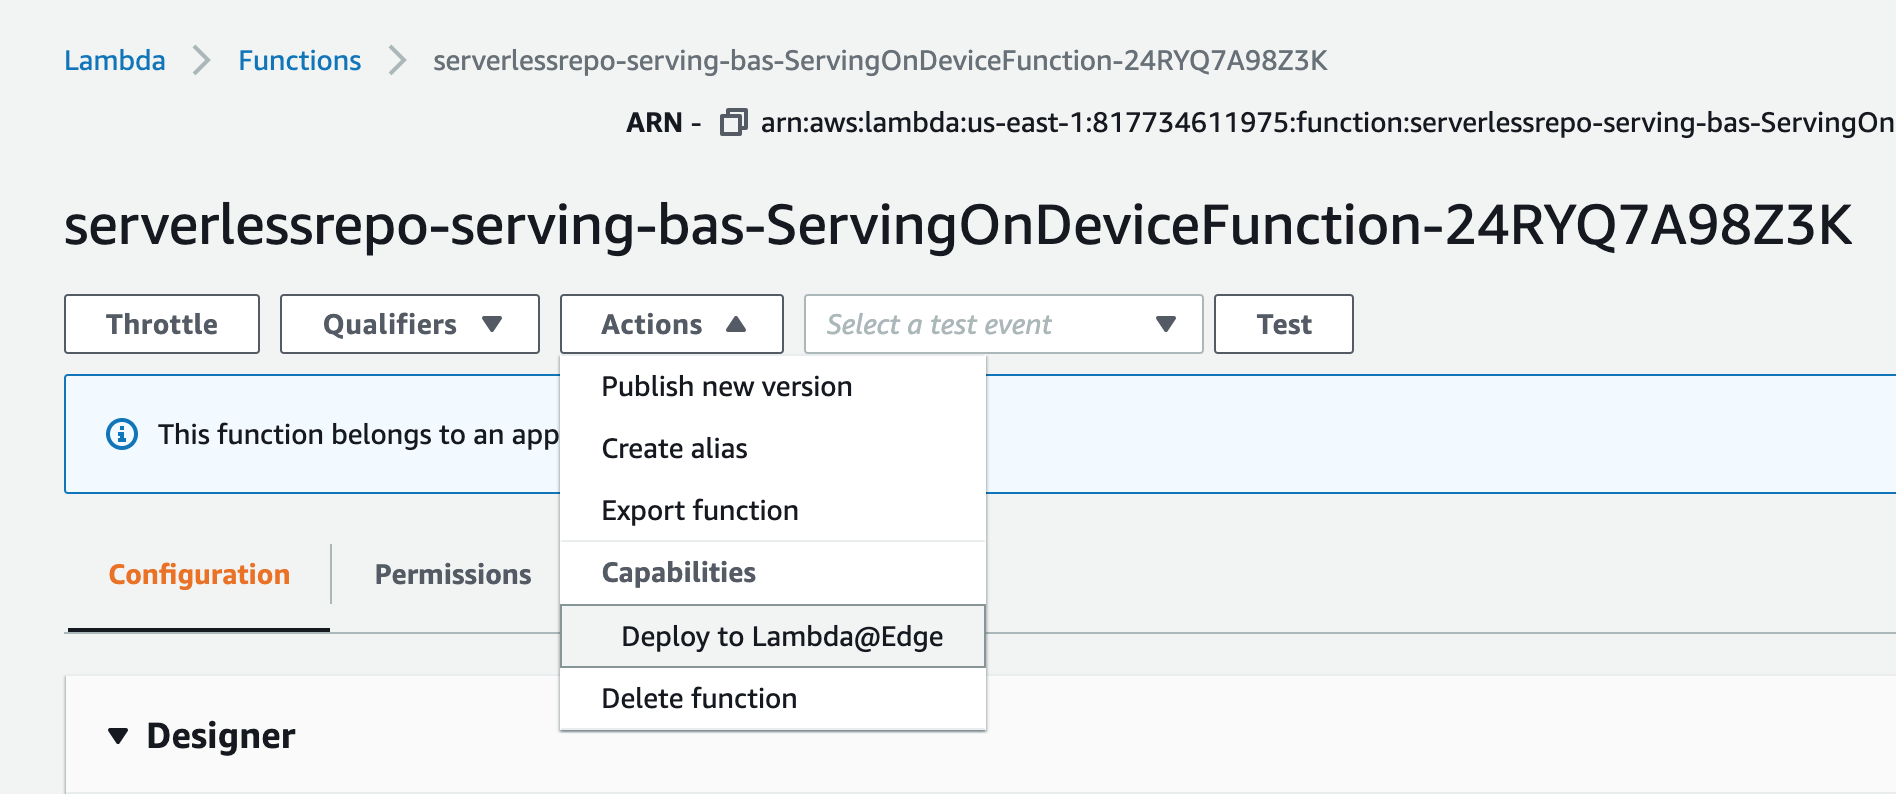 Lambda > Functions > serverlessrepo-serving-bas-ServingOnDeviceFunction-24RYQ7A98Z3K
ARN - arn:aws:lambda:us-east-1:817734611975:function:serverlessrepo-serving-bas-ServingOn
serverlessrepo-serving-bas-ServingOnDeviceFunction-24RYQ7A98Z3K
Throttle Qualifiers Actions Select a test event Test
Publish new version
This function belongs to an app
Create alias
Export function
Configuration Permissions
Capabilities
Deploy to Lambda@Edge
Delete function
Designer